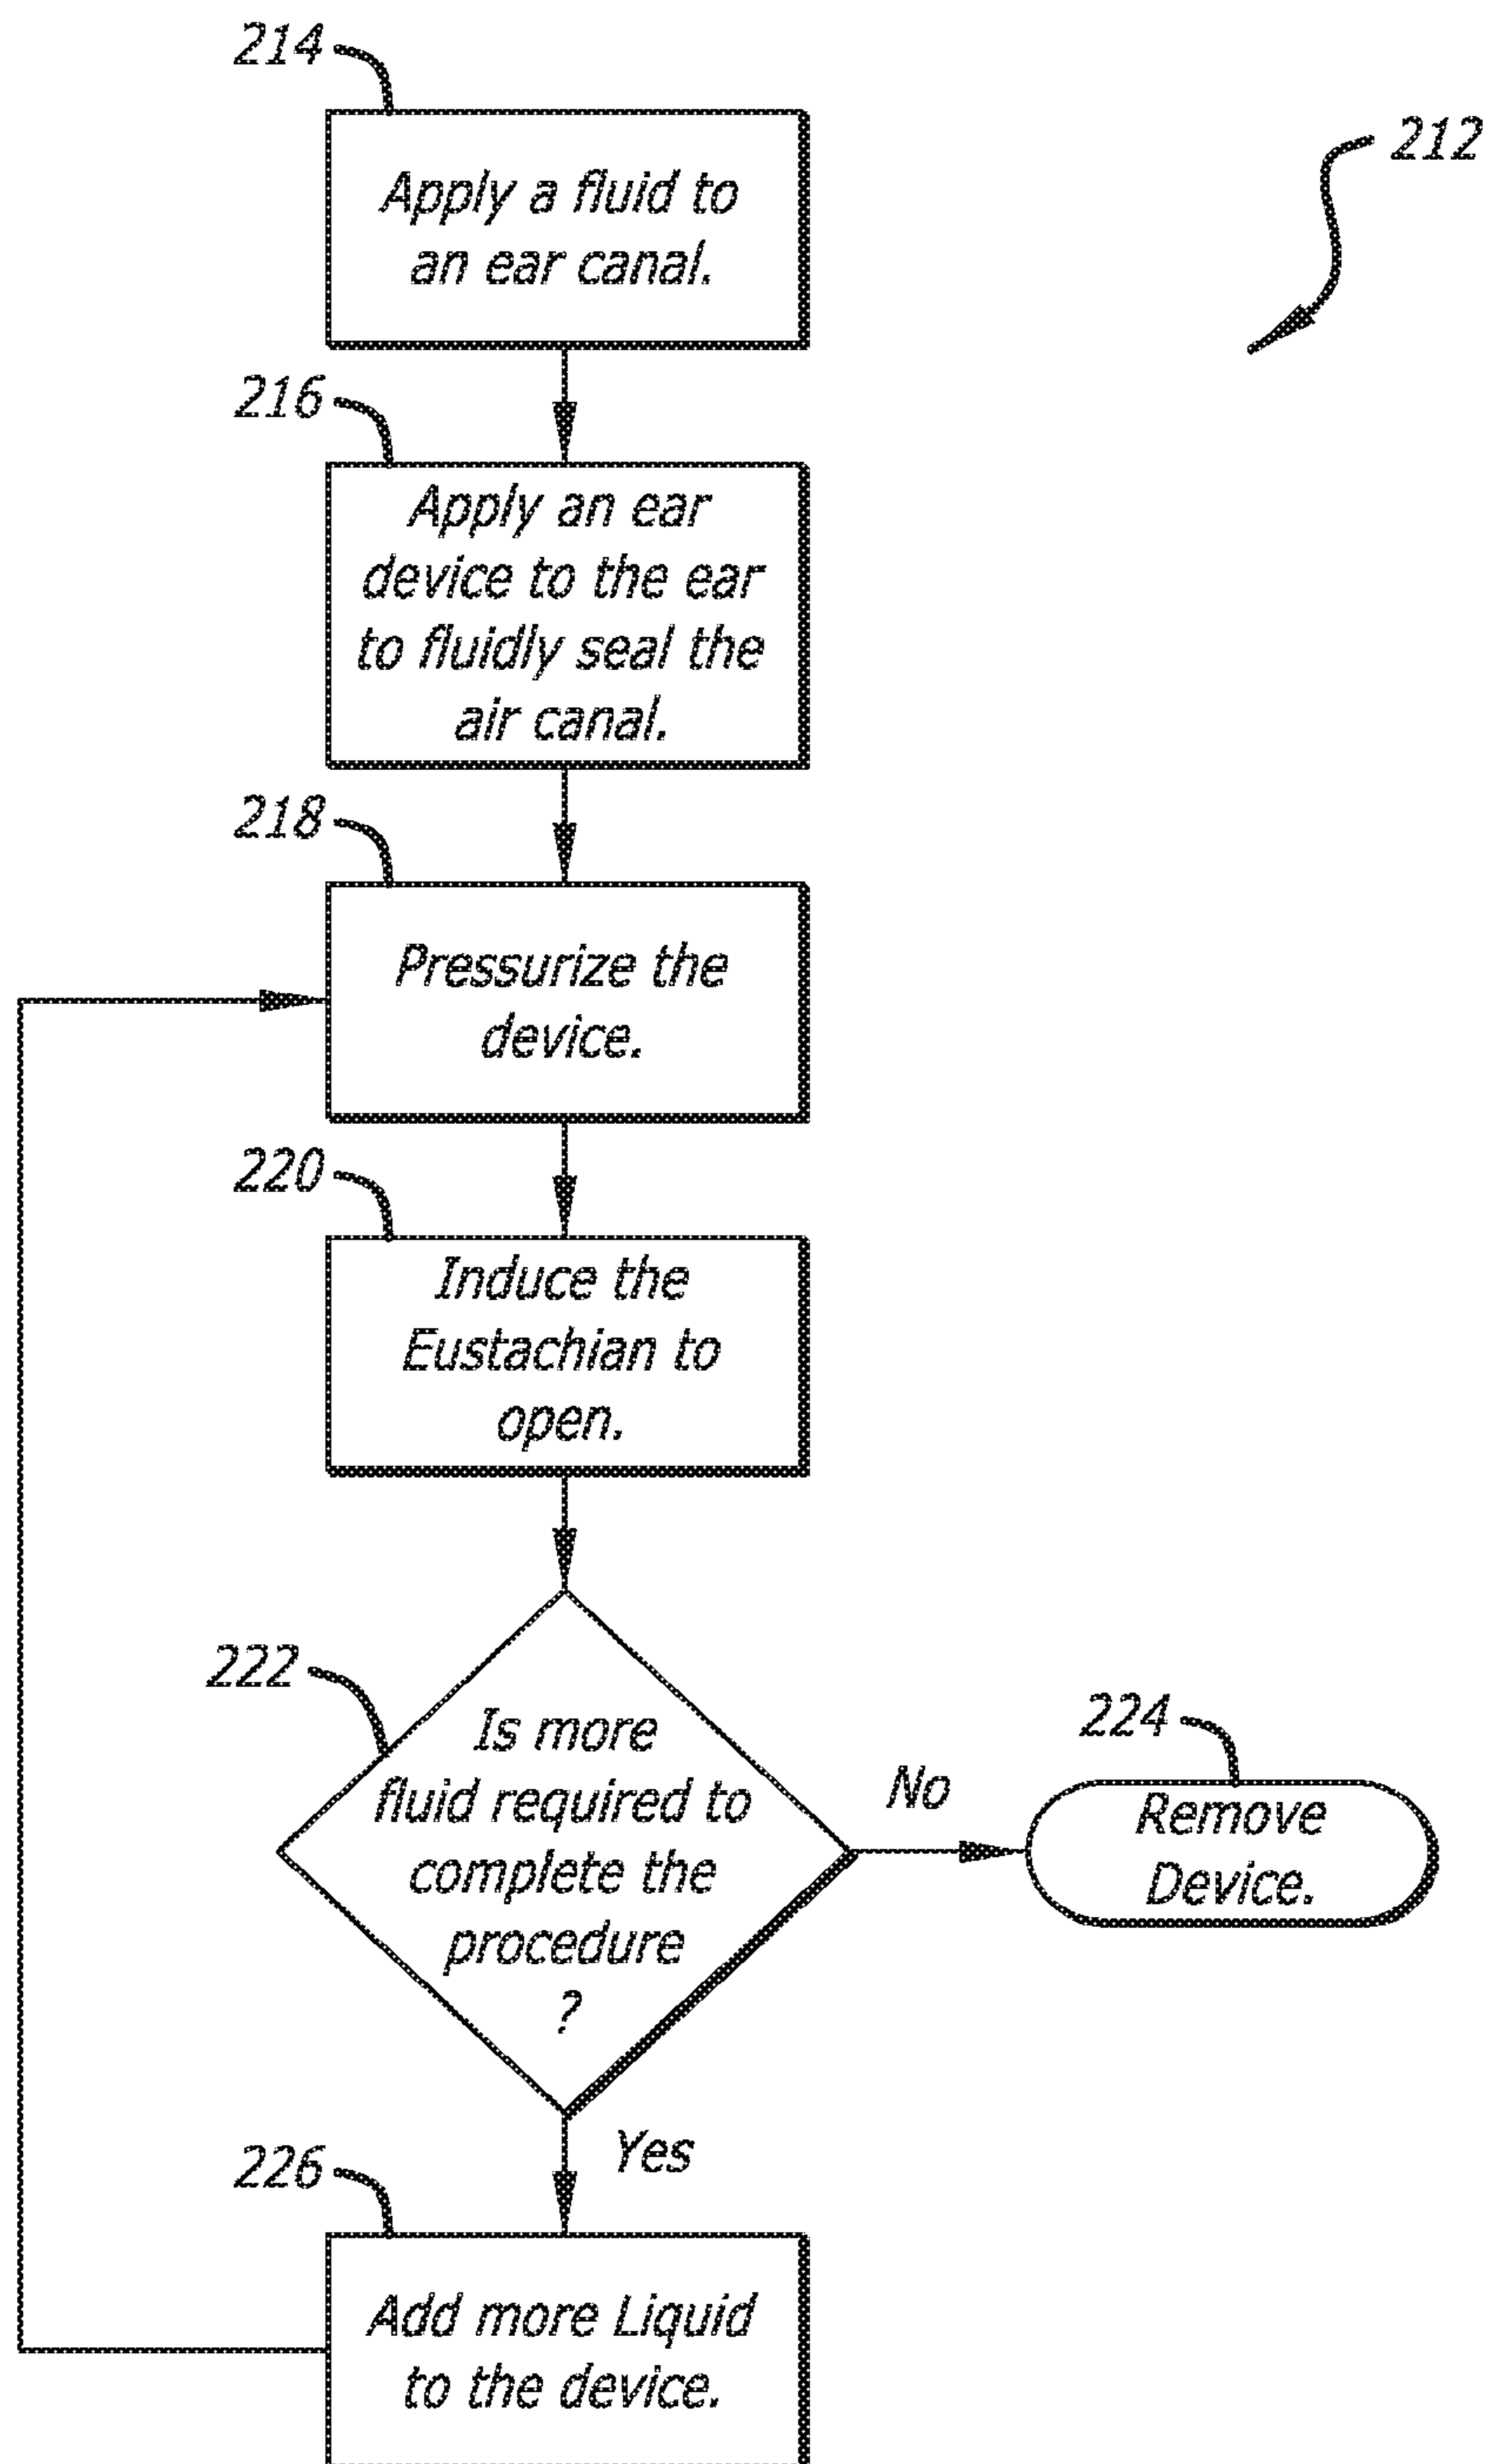 214
212
Apply a fluid to
an ear canal.
216
Apply an ear
device to the ear
to fluidly seal the
air canal.
218
Pressurize the
device.
220
Induce the
Eustachian to
open.
222
Is more
fluid required to
complete the
procedure
?
No
224
Remove
Device.
Yes
226
Add more Liquid
to the device.